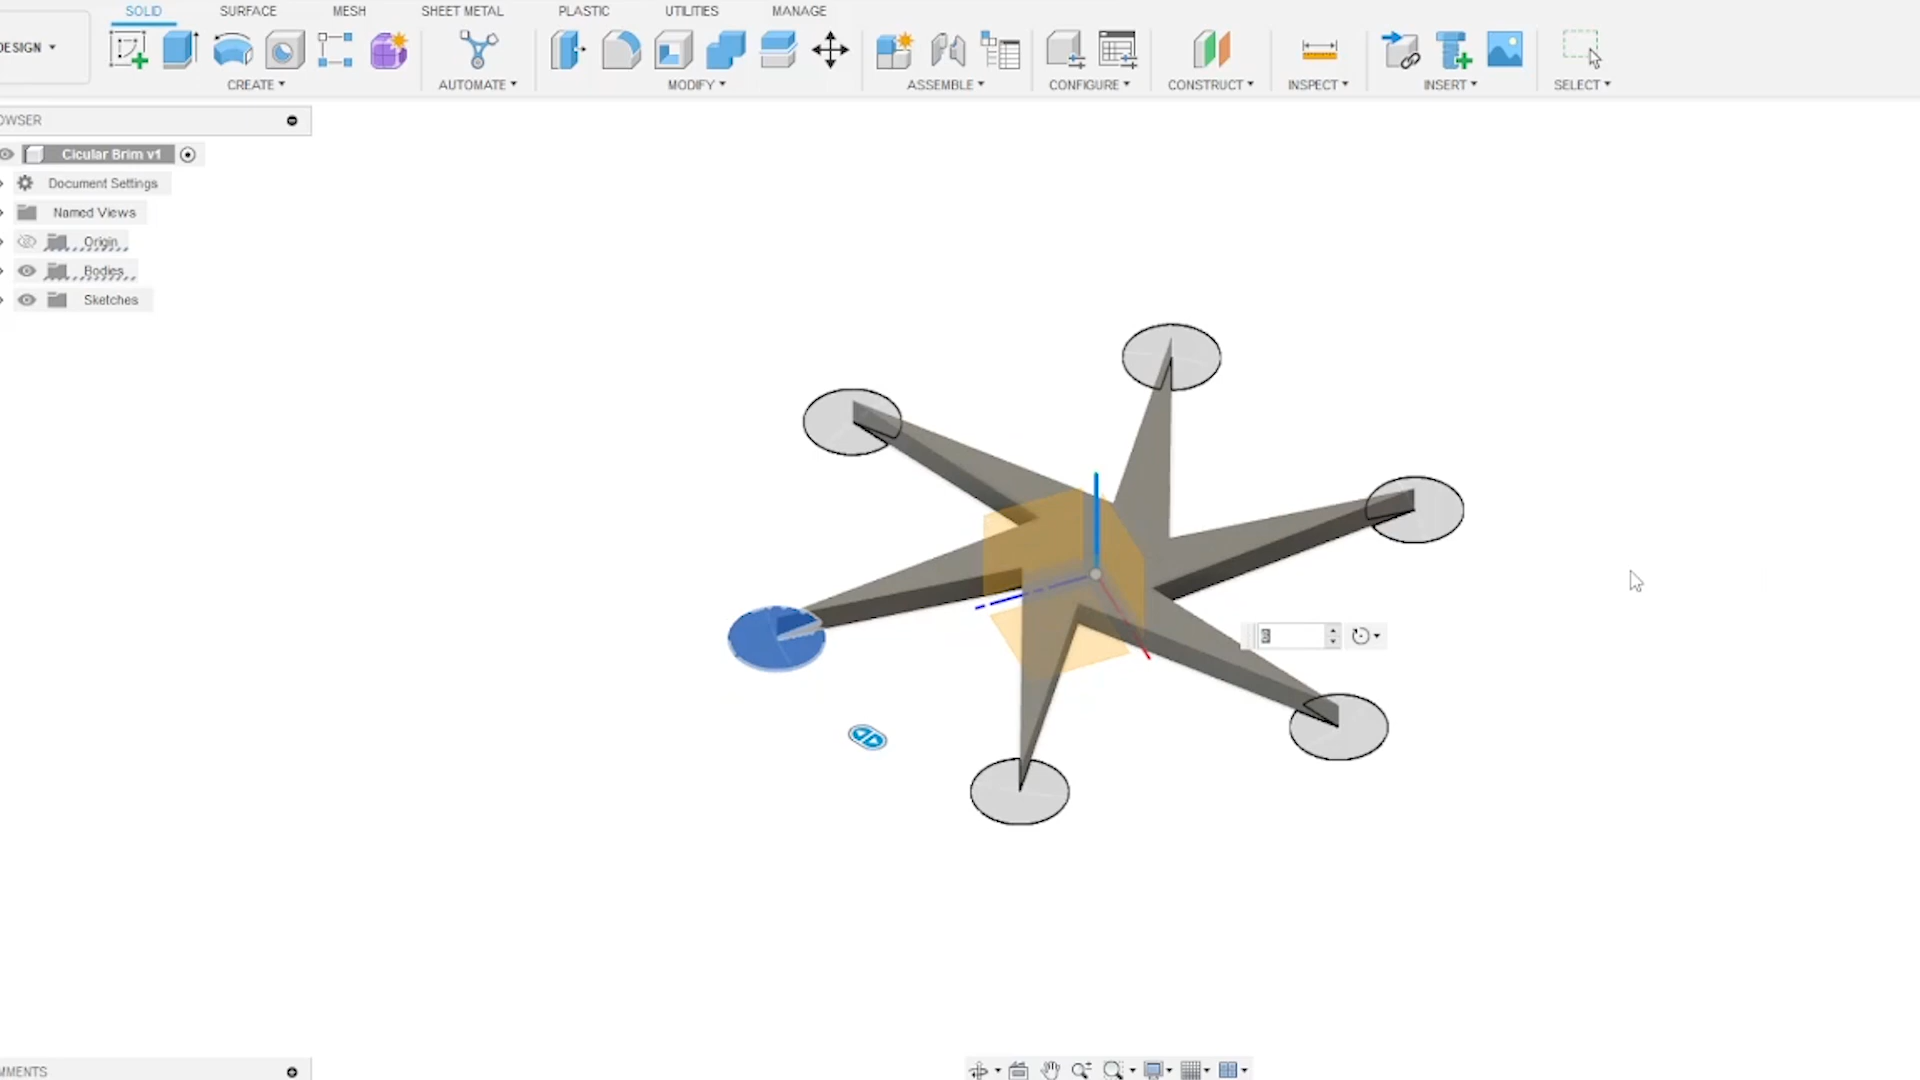 SOLID SURFACE MESH SHEET METAL PLASTIC UTILITIES MANAGE
ESIGN
CREATE AUTOMATE MODIFY ASSEMBLE CONFIGURE CONSTRUCT INSPECT INSERT SELECT
OWSER
Cicular Brim v1
Document Settings
Named Views
Origin
Bodies
Sketches
MMENTS